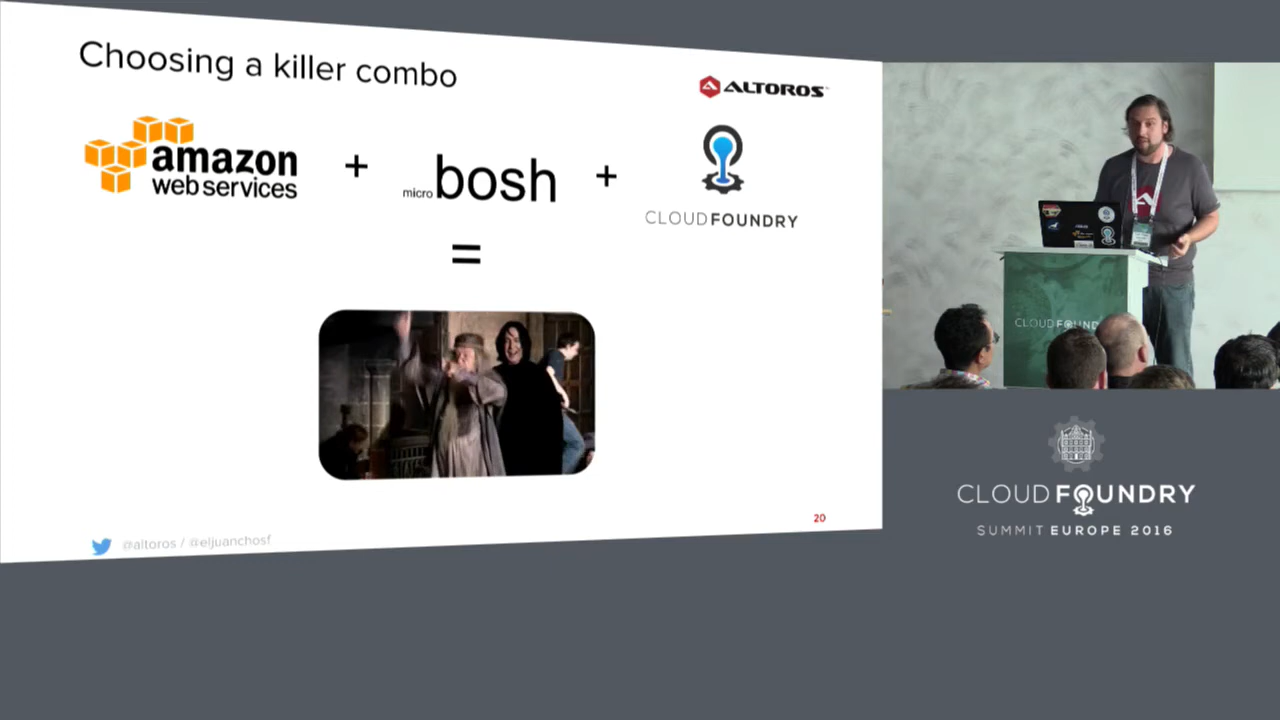 Choosing a killer combo
ALTOROS
amazon
web services
+
micro bosh
+
CLOUDFOUNDRY
=
20
@altoros / @eljuanchosf
CLOUDFOUNDRY
CLOUD FOUNDRY
SUMMIT EUROPE 2016